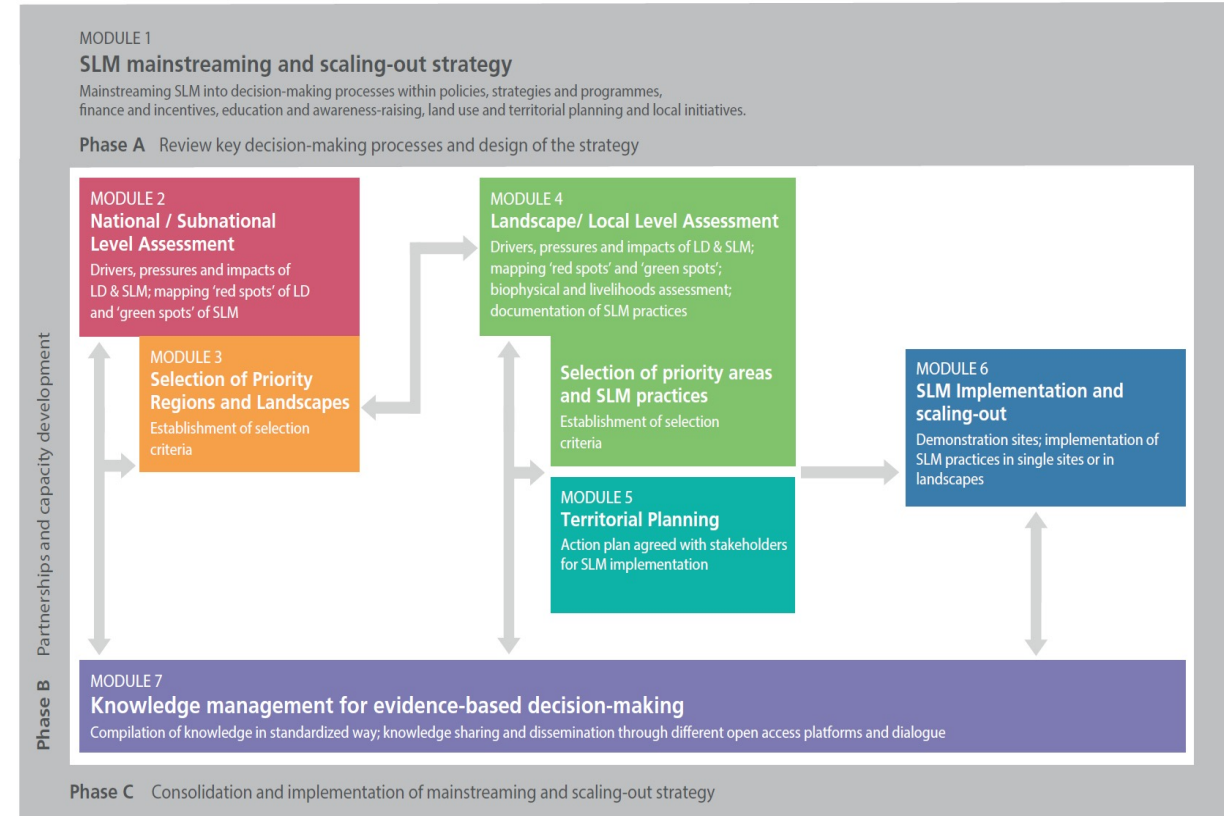 MODULE 1
SLM mainstreaming and scaling-out strategy
Mainstreaming SLM into decision-making processes within policies, strategies and programmes,
finance and incentives, education and awareness-raising, land use and territorial planning and local initiatives.
Phase A Review key decision-making processes and design of the strategy
MODULE 2
National / Subnational
Level Assessment
Drivers, pressures and impacts of
LD & SLM; mapping ‘red spots’ of LD
and ‘green spots’ of SLM
MODULE 3
Selection of Priority
Regions and Landscapes
Establishment of selection
criteria
MODULE 4
Landscape/ Local Level Assessment
Drivers, pressures and impacts of LD & SLM;
mapping ‘red spots’ and ‘green spots’;
biophysical and livelihoods assessment;
documentation of SLM practices
Selection of priority areas
and SLM practices
Establishment of selection
criteria
MODULE 5
Territorial Planning
Action plan agreed with stakeholders
for SLM implementation
MODULE 6
SLM Implementation and
scaling-out
Demonstration sites; implementation of
SLM practices in single sites or in
landscapes
MODULE 7
Knowledge management for evidence-based decision-making
Compilation of knowledge in standardized way; knowledge sharing and dissemination through different open access platforms and dialogue
Phase B Partnerships and capacity development
Phase C Consolidation and implementation of mainstreaming and scaling-out strategy